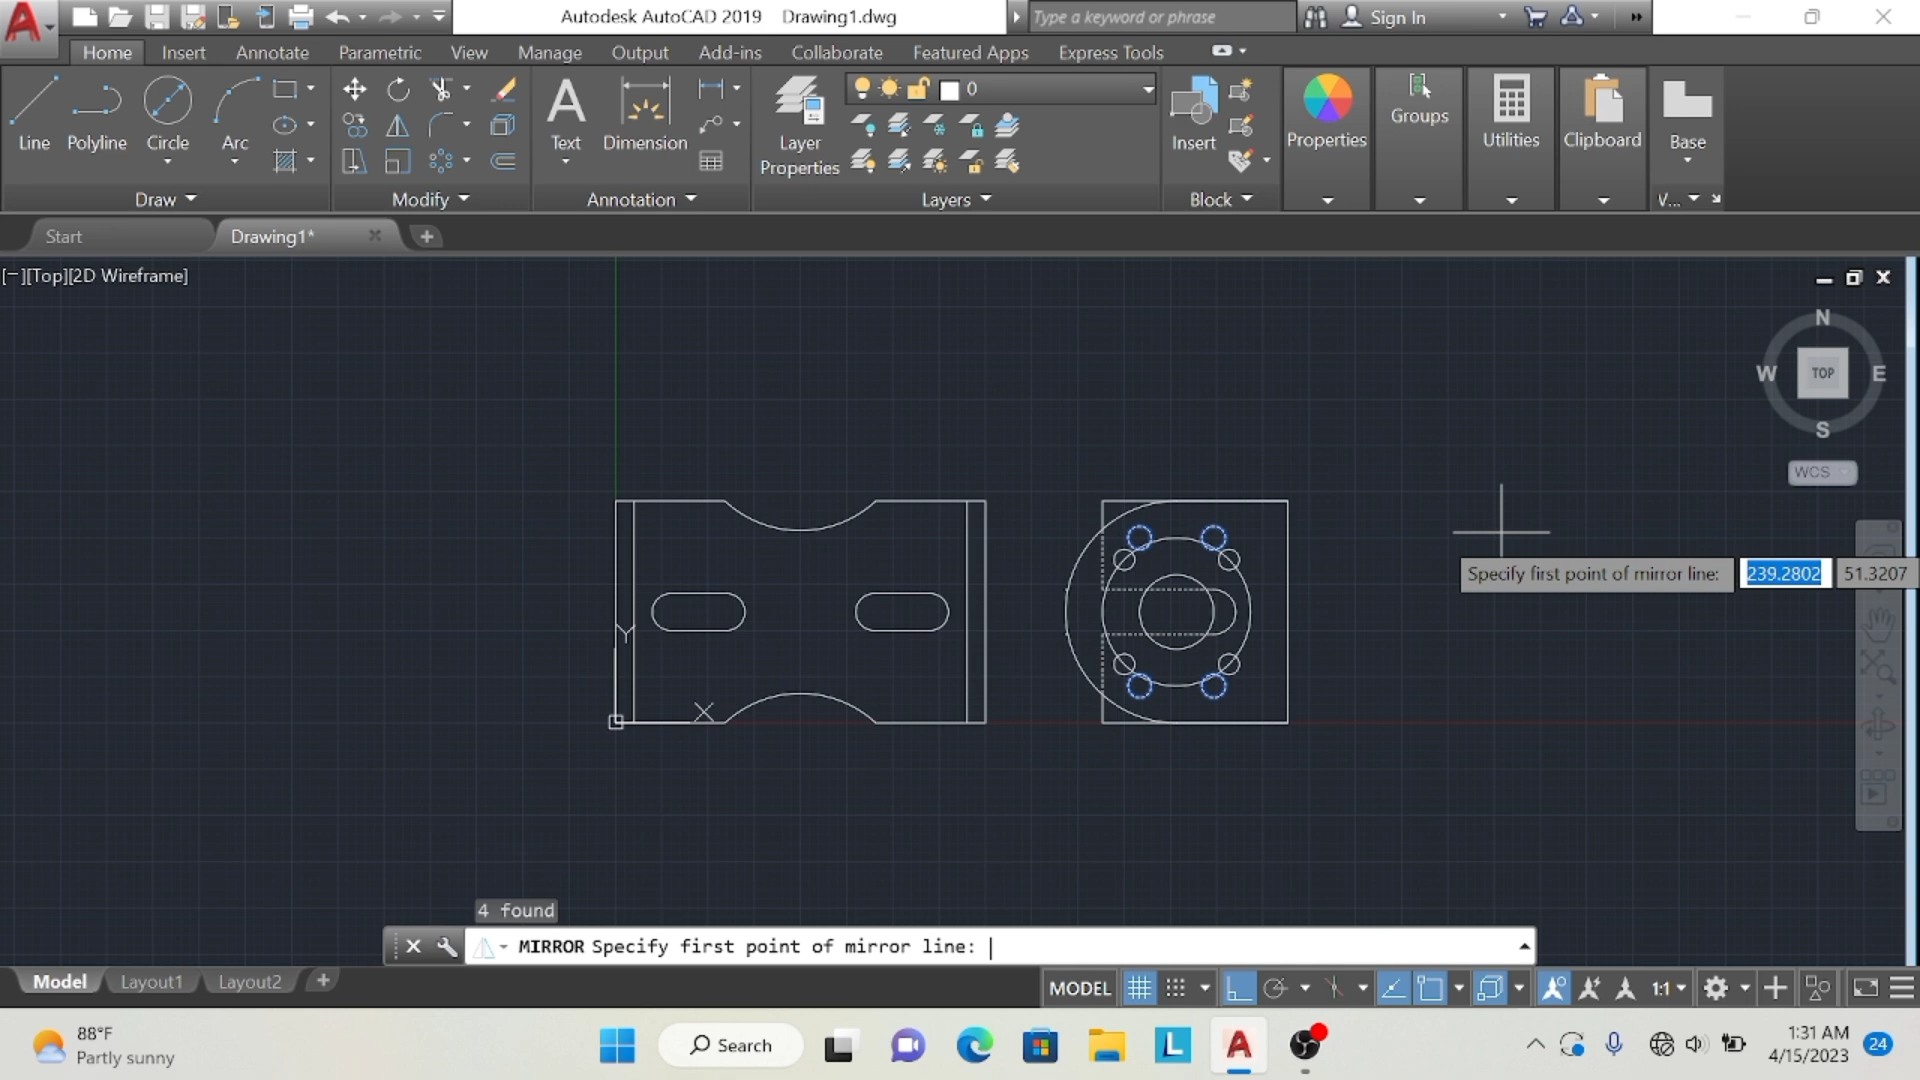 Autodesk AutoCAD 2019 Drawing1.dwg
Type a keyword or phrase
Sign In
Home Insert Annotate Parametric View Manage Output Add-ins Collaborate Featured Apps Express Tools
Line Polyline Circle Arc
Text Dimension
Layer Properties
0
Insert
Properties
Groups
Utilities
Clipboard
Base
Draw Modify Annotation Layers Block V...
Start Drawing1*
[−][Top][2D Wireframe]
N
W TOP E
S
WCS
Specify first point of mirror line: 239.2802 51.3207
Y
X
4 found
MIRROR Specify first point of mirror line:
Model Layout1 Layout2
MODEL 1:1
88°F
Partly sunny
Search
L
1:31 AM
4/15/2023
24